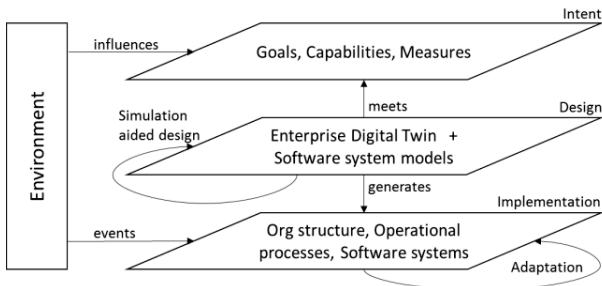 Intent
influences
Goals, Capabilities, Measures
Environment
meets
Design
Simulation
aided design
Enterprise Digital Twin +
Software system models
generates
Implementation
events
Org structure, Operational
processes, Software systems
Adaptation